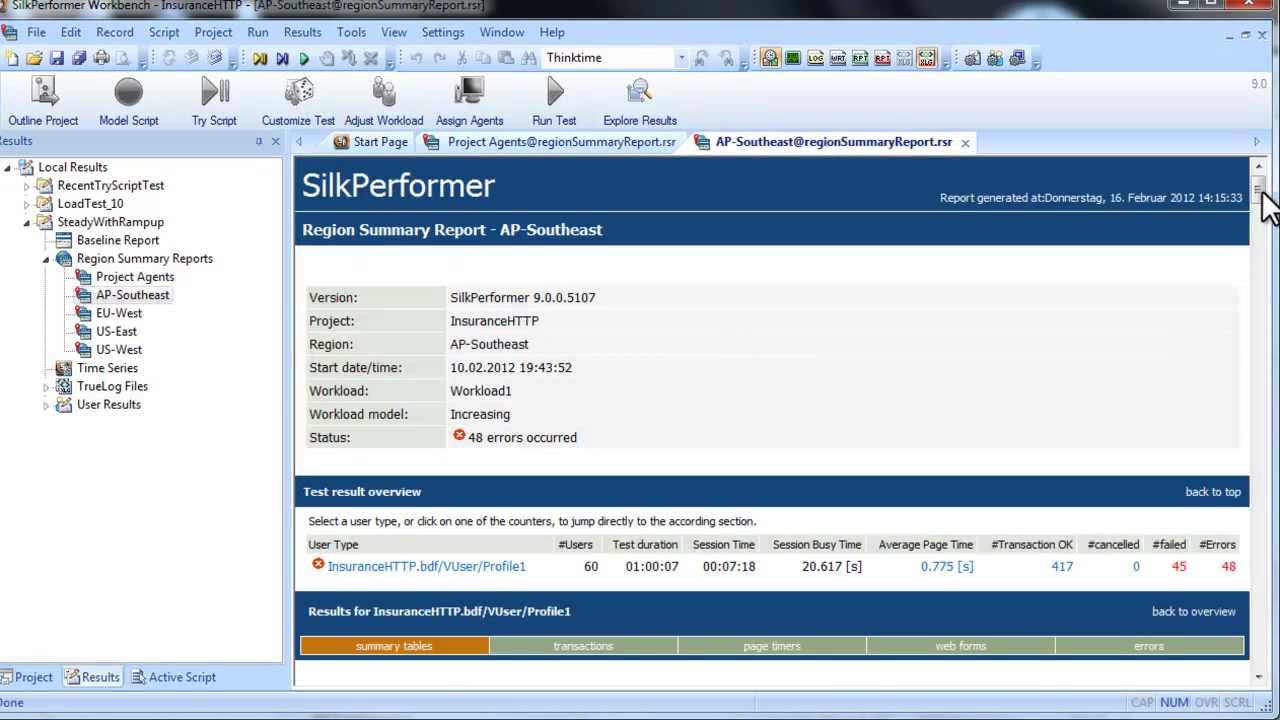 SilkPerformer Workbench - InsuranceHTTP - [AP-Southeast@regionSummaryReport.rsr]
File Edit Record Script Project Run Results Tools View Settings Window Help
Thinktime
LOG WRT RPT RPT XLG XLG
Outline Project Model Script Try Script Customize Test Adjust Workload Assign Agents Run Test Explore Results
9.0
Results
Start Page Project Agents@regionSummaryReport.rsr AP-Southeast@regionSummaryReport.rsr
Local Results
RecentTryScriptTest
LoadTest_10
SteadyWithRampup
Baseline Report
Region Summary Reports
Project Agents
AP-Southeast
EU-West
US-East
US-West
Time Series
TrueLog Files
User Results
SilkPerformer
Report generated at:Donnerstag, 16. Februar 2012 14:15:33
Region Summary Report - AP-Southeast
Version: SilkPerformer 9.0.0.5107
Project: InsuranceHTTP
Region: AP-Southeast
Start date/time: 10.02.2012 19:43:52
Workload: Workload1
Workload model: Increasing
Status: 48 errors occurred
Test result overview back to top
Select a user type, or click on one of the counters, to jump directly to the according section.
User Type #Users Test duration Session Time Session Busy Time Average Page Time #Transaction OK #cancelled #failed #Errors
InsuranceHTTP.bdf/VUser/Profile1 60 01:00:07 00:07:18 20.617 [s] 0.775 [s] 417 0 45 48
Results for InsuranceHTTP.bdf/VUser/Profile1 back to overview
summary tables transactions page timers web forms errors
Project Results Active Script
Done
CAP NUM OVR SCRL